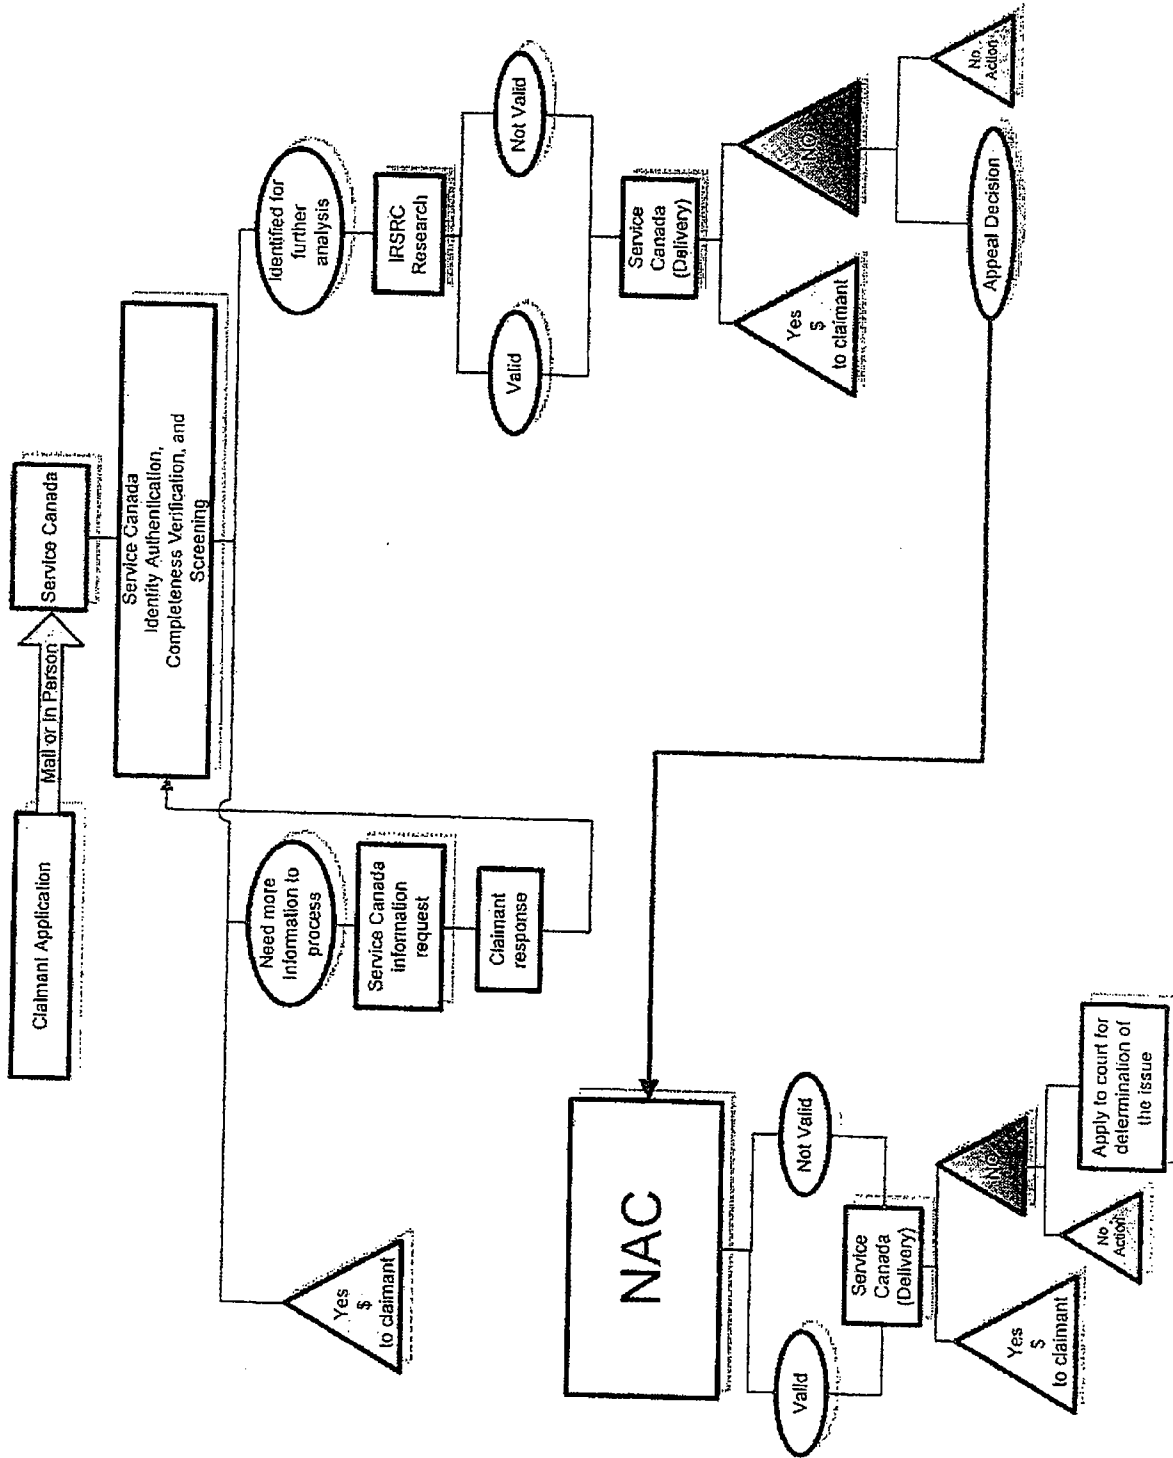 Claimant Application
Mail or In Person
Service Canada
Service Canada
Identity Authentication,
Completeness Verification, and
Screening
Yes
$
to claimant
Need more
Information to
process
Service Canada
information
request
Claimant
response
Identified for
further
analysis
IRSRC
Research
Valid
Not Valid
Service
Canada
(Delivery)
Yes
$
to claimant
NO
Appeal Decision
No
Action
NAC
Valid
Not Valid
Service
Canada
(Delivery)
Yes
$
to claimant
NO
No
Action
Apply to court for
determination of
the issue